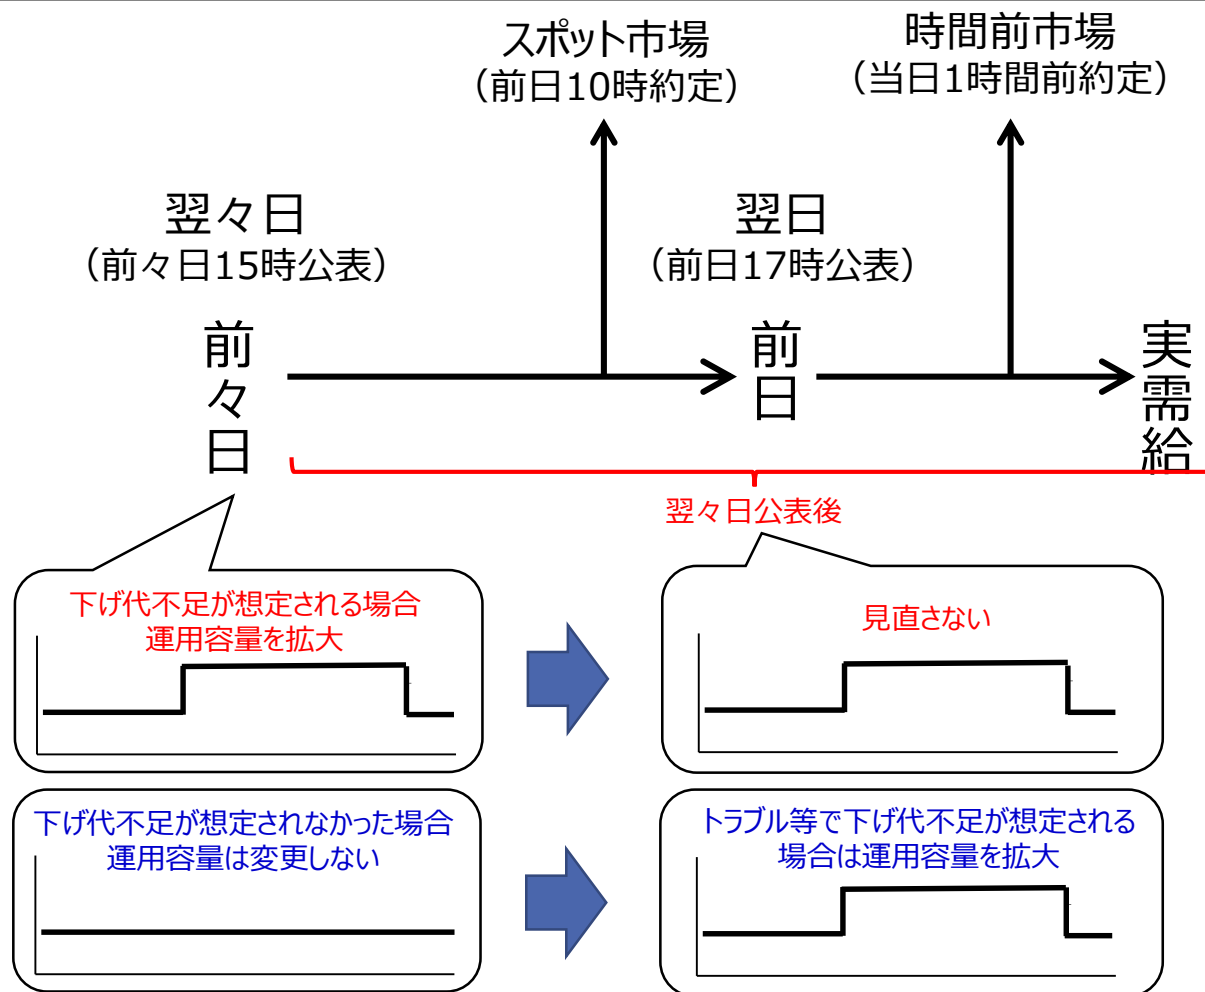 スポット市場
（前日10時約定）
時間前市場
（当日1時間前約定）
翌々日
（前々日15時公表）
翌日
（前日17時公表）
前々日
前日
実需給
翌々日公表後
下げ代不足が想定される場合
運用容量を拡大
見直さない
下げ代不足が想定されなかった場合
運用容量は変更しない
トラブル等で下げ代不足が想定される
場合は運用容量を拡大